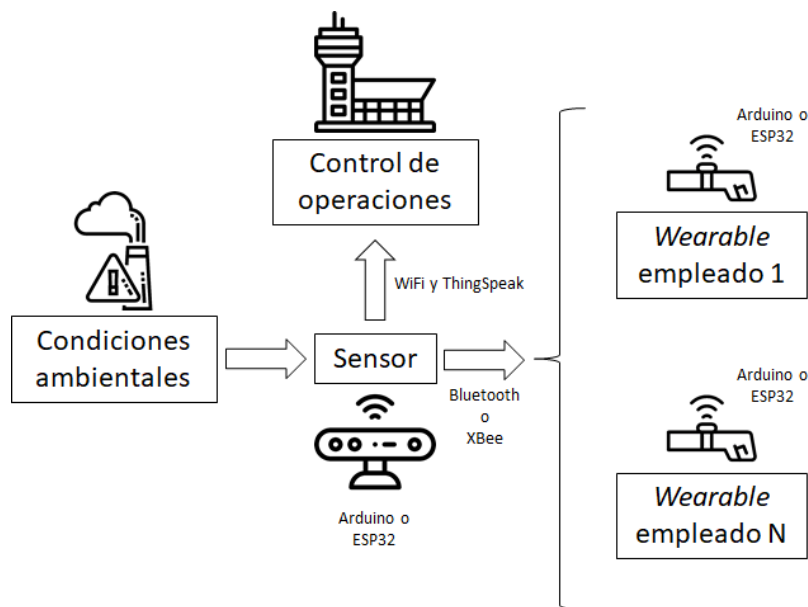 Control de
operaciones
WiFi y ThingSpeak
Condiciones
ambientales
Sensor
Arduino o
ESP32
Bluetooth
o
XBee
Arduino o
ESP32
Wearable
empleado 1
Arduino o
ESP32
Wearable
empleado N